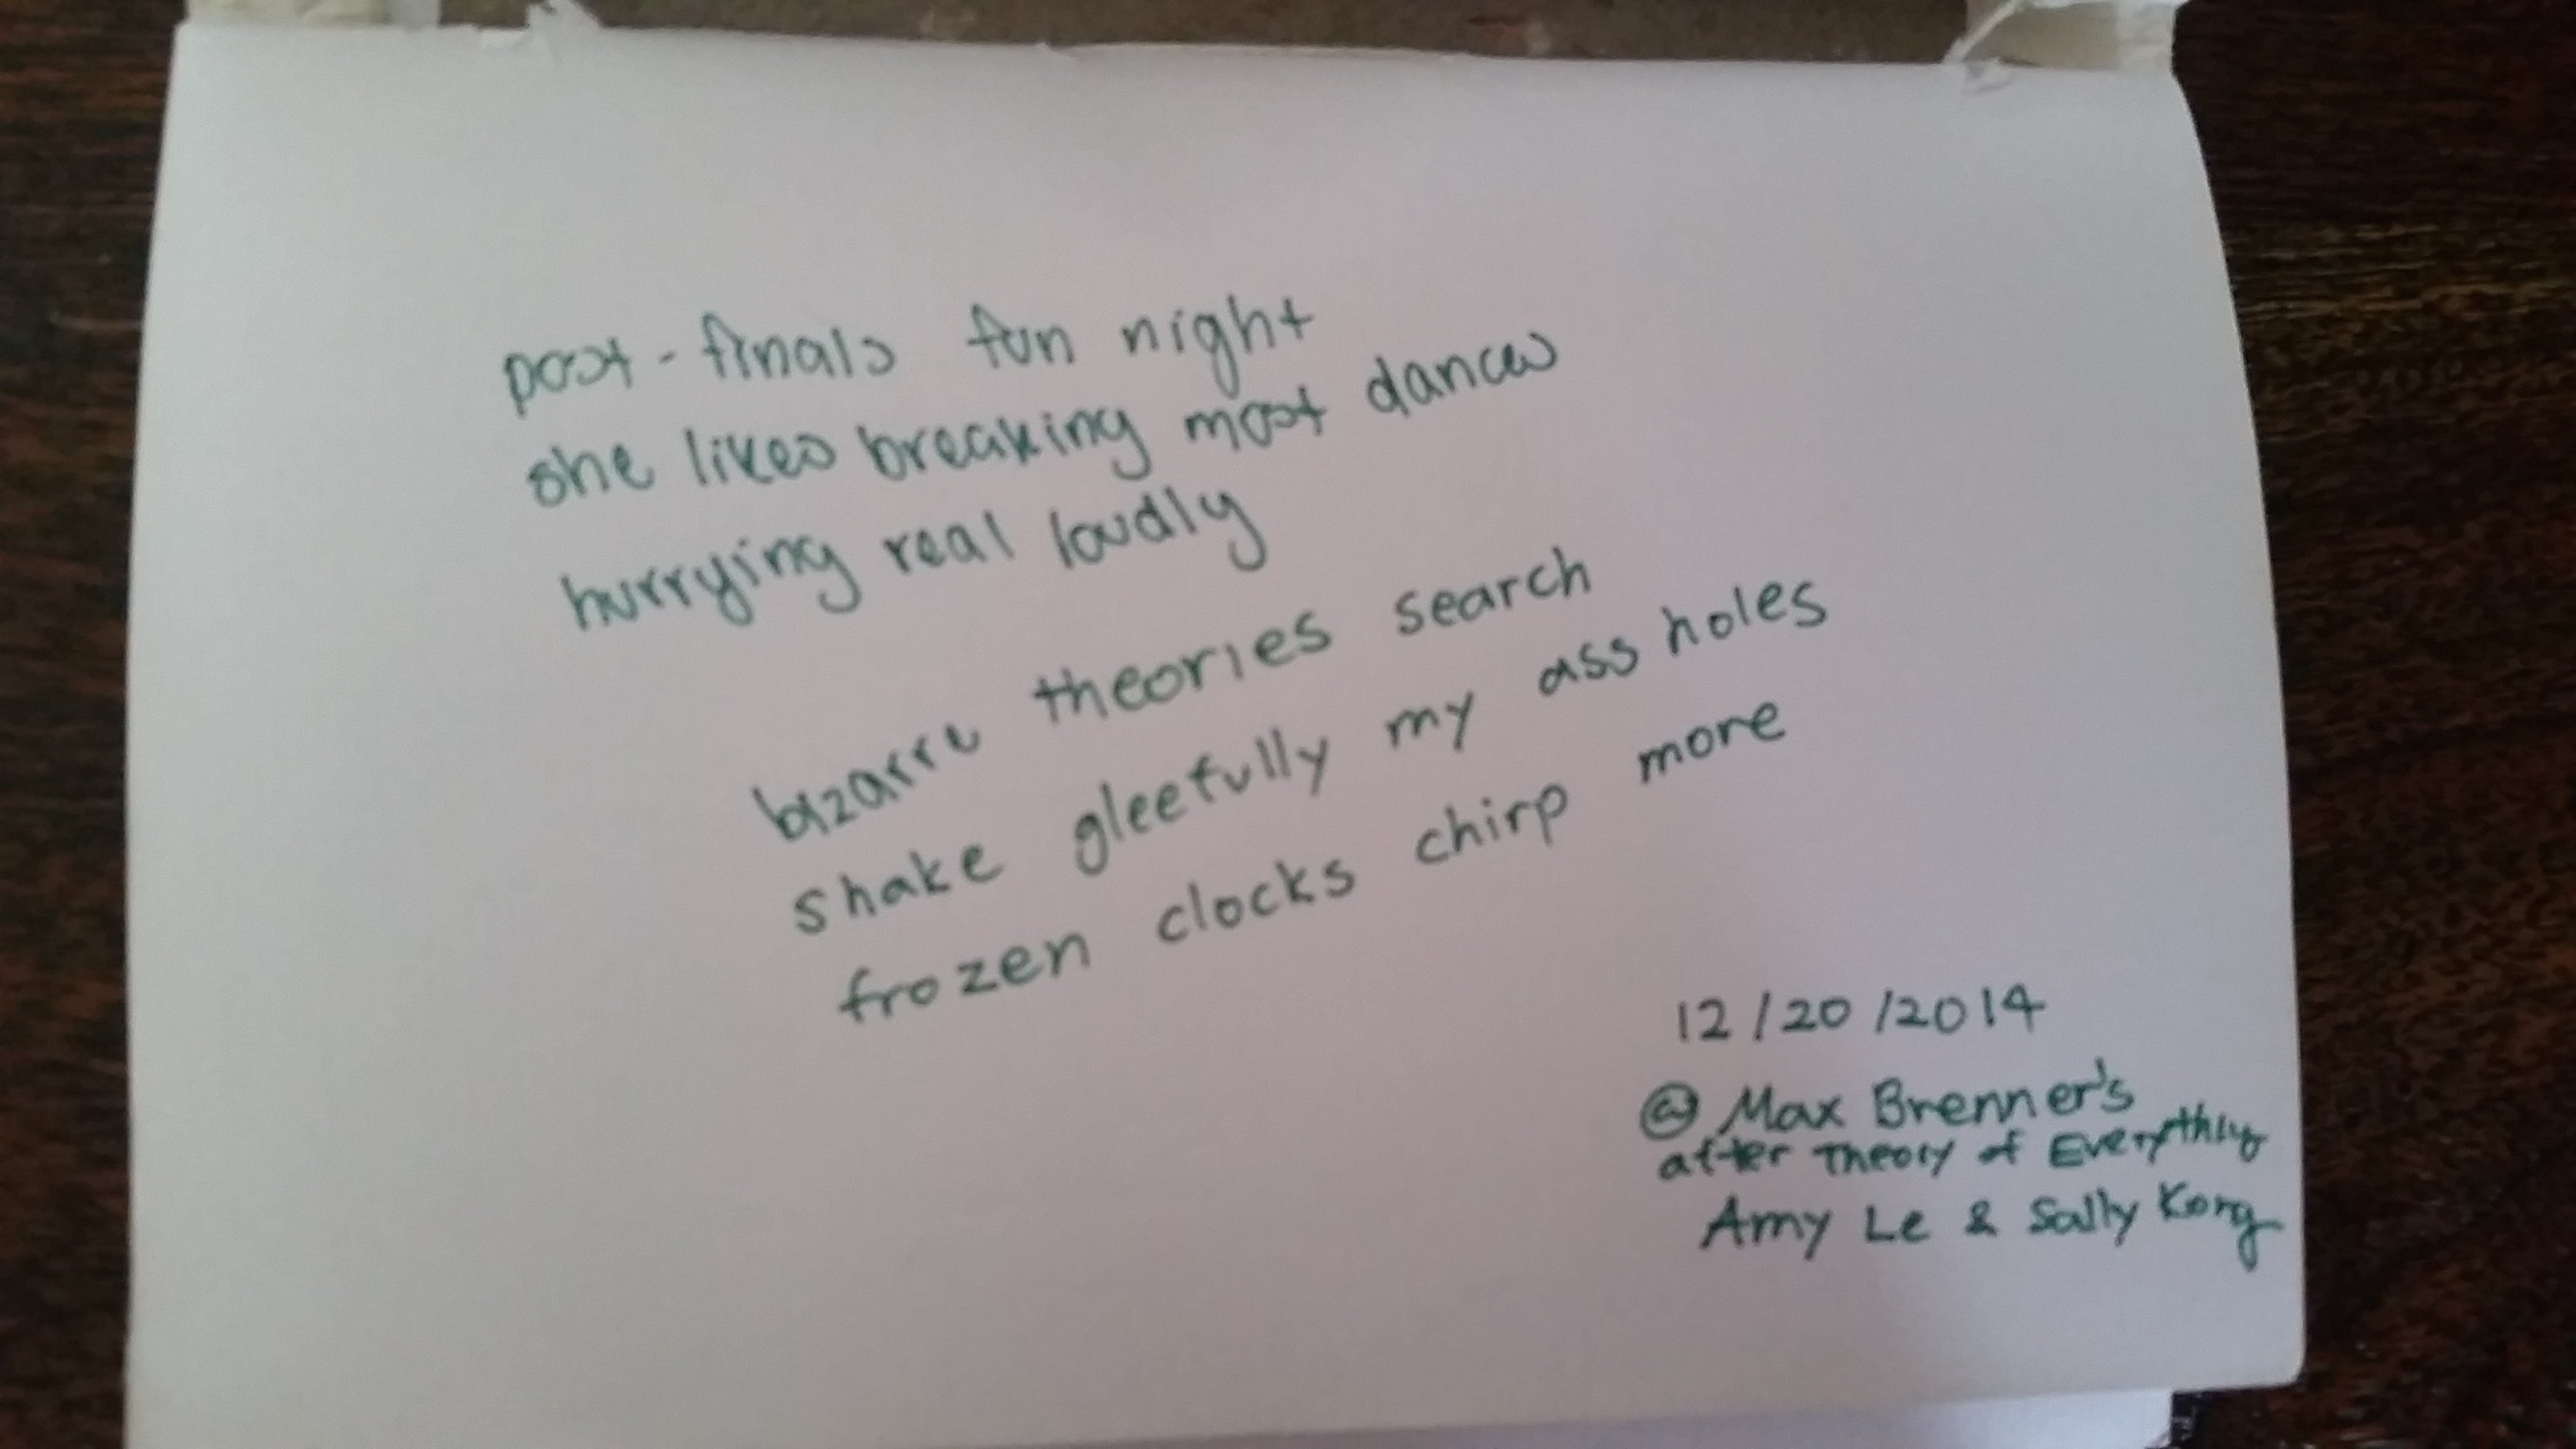 post-finals fun night
she likes breaking most dances
hurrying real loudly
bizarre theories search
shake gleefully my ass holes
frozen clocks chirp more
12/20/2014
@ Max Brenner's
after Theory of Everything
Amy Le & Sally Kong